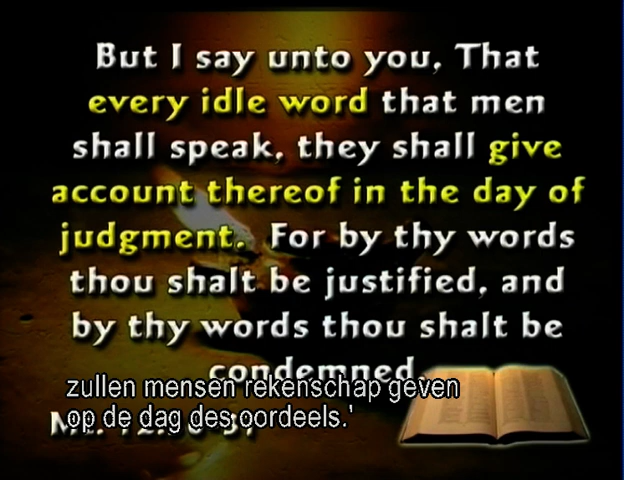 But I say unto you, That
every idle word that men
shall speak, they shall give
account thereof in the day of
judgment. For by thy words
thou shalt be justified, and
by thy words thou shalt be
condemned.
zullen mensen rekenschap geven
op de dag des oordeels.'